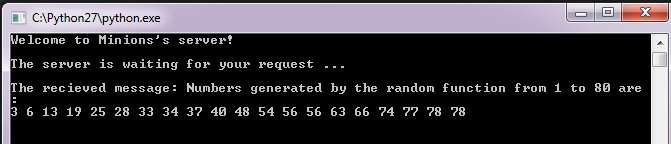 C:\Python27\python.exe
Welcome to Minions's server!
The server is waiting for your request ...
The recieved message: Numbers generated by the random function from 1 to 80 are
:
3 6 13 19 25 28 33 34 37 40 48 54 56 56 63 66 74 77 78 78